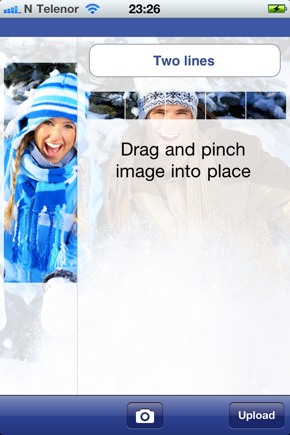 N Telenor 23:26
Two lines
Drag and pinch
image into place
Upload